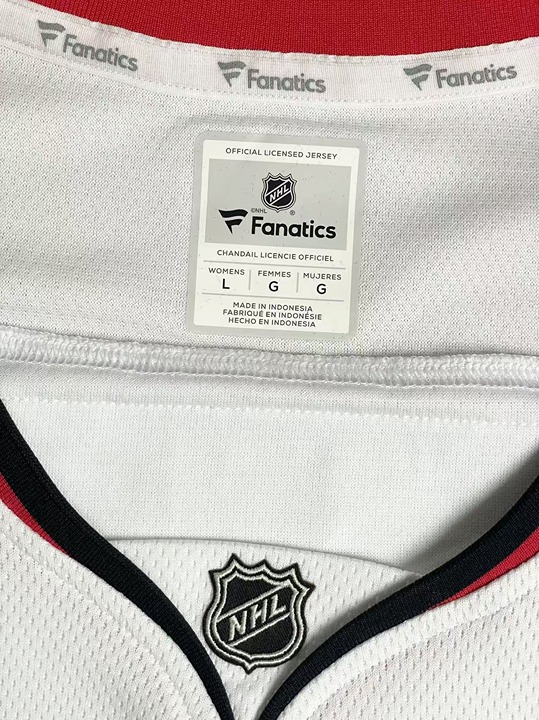 Fanatics Fanatics Fanatics
OFFICIAL LICENSED JERSEY
NHL
©NHL ®
Fanatics
CHANDAIL LICENCIE OFFICIEL
WOMENS FEMMES MUJERES
L G G
MADE IN INDONESIA
FABRIQUÉ EN INDONÉSIE
HECHO EN INDONESIA
NHL